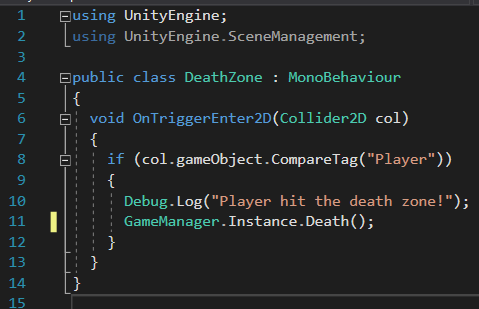 1 using UnityEngine;
2 using UnityEngine.SceneManagement;
3
4 public class DeathZone : MonoBehaviour
5 {
6 void OnTriggerEnter2D(Collider2D col)
7 {
8 if (col.gameObject.CompareTag("Player"))
9 {
10 Debug.Log("Player hit the death zone!");
11 GameManager.Instance.Death();
12 }
13 }
14 }
15